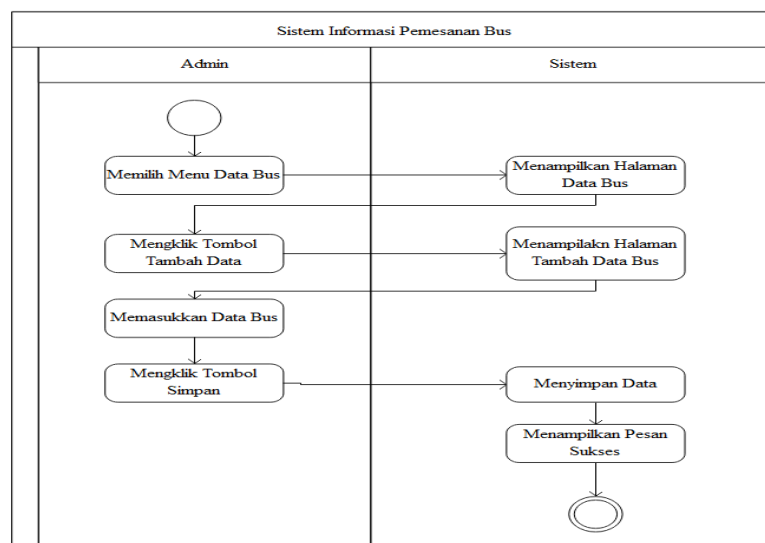 Sistem Informasi Pemesanan Bus
Admin
Sistem
Memilih Menu Data Bus
Menampilkan Halaman
Data Bus
Mengklik Tombol
Tambah Data
Menampilakn Halaman
Tambah Data Bus
Memasukkan Data Bus
Mengklik Tombol
Simpan
Menyimpan Data
Menampilkan Pesan
Sukses